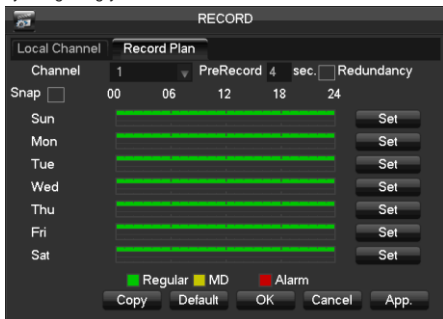 RECORD
Local Channel Record Plan
Channel 1 PreRecord 4 sec. Redundancy
Snap 00 06 12 18 24
Sun Set
Mon Set
Tue Set
Wed Set
Thu Set
Fri Set
Sat Set
Regular MD Alarm
Copy Default OK Cancel App.